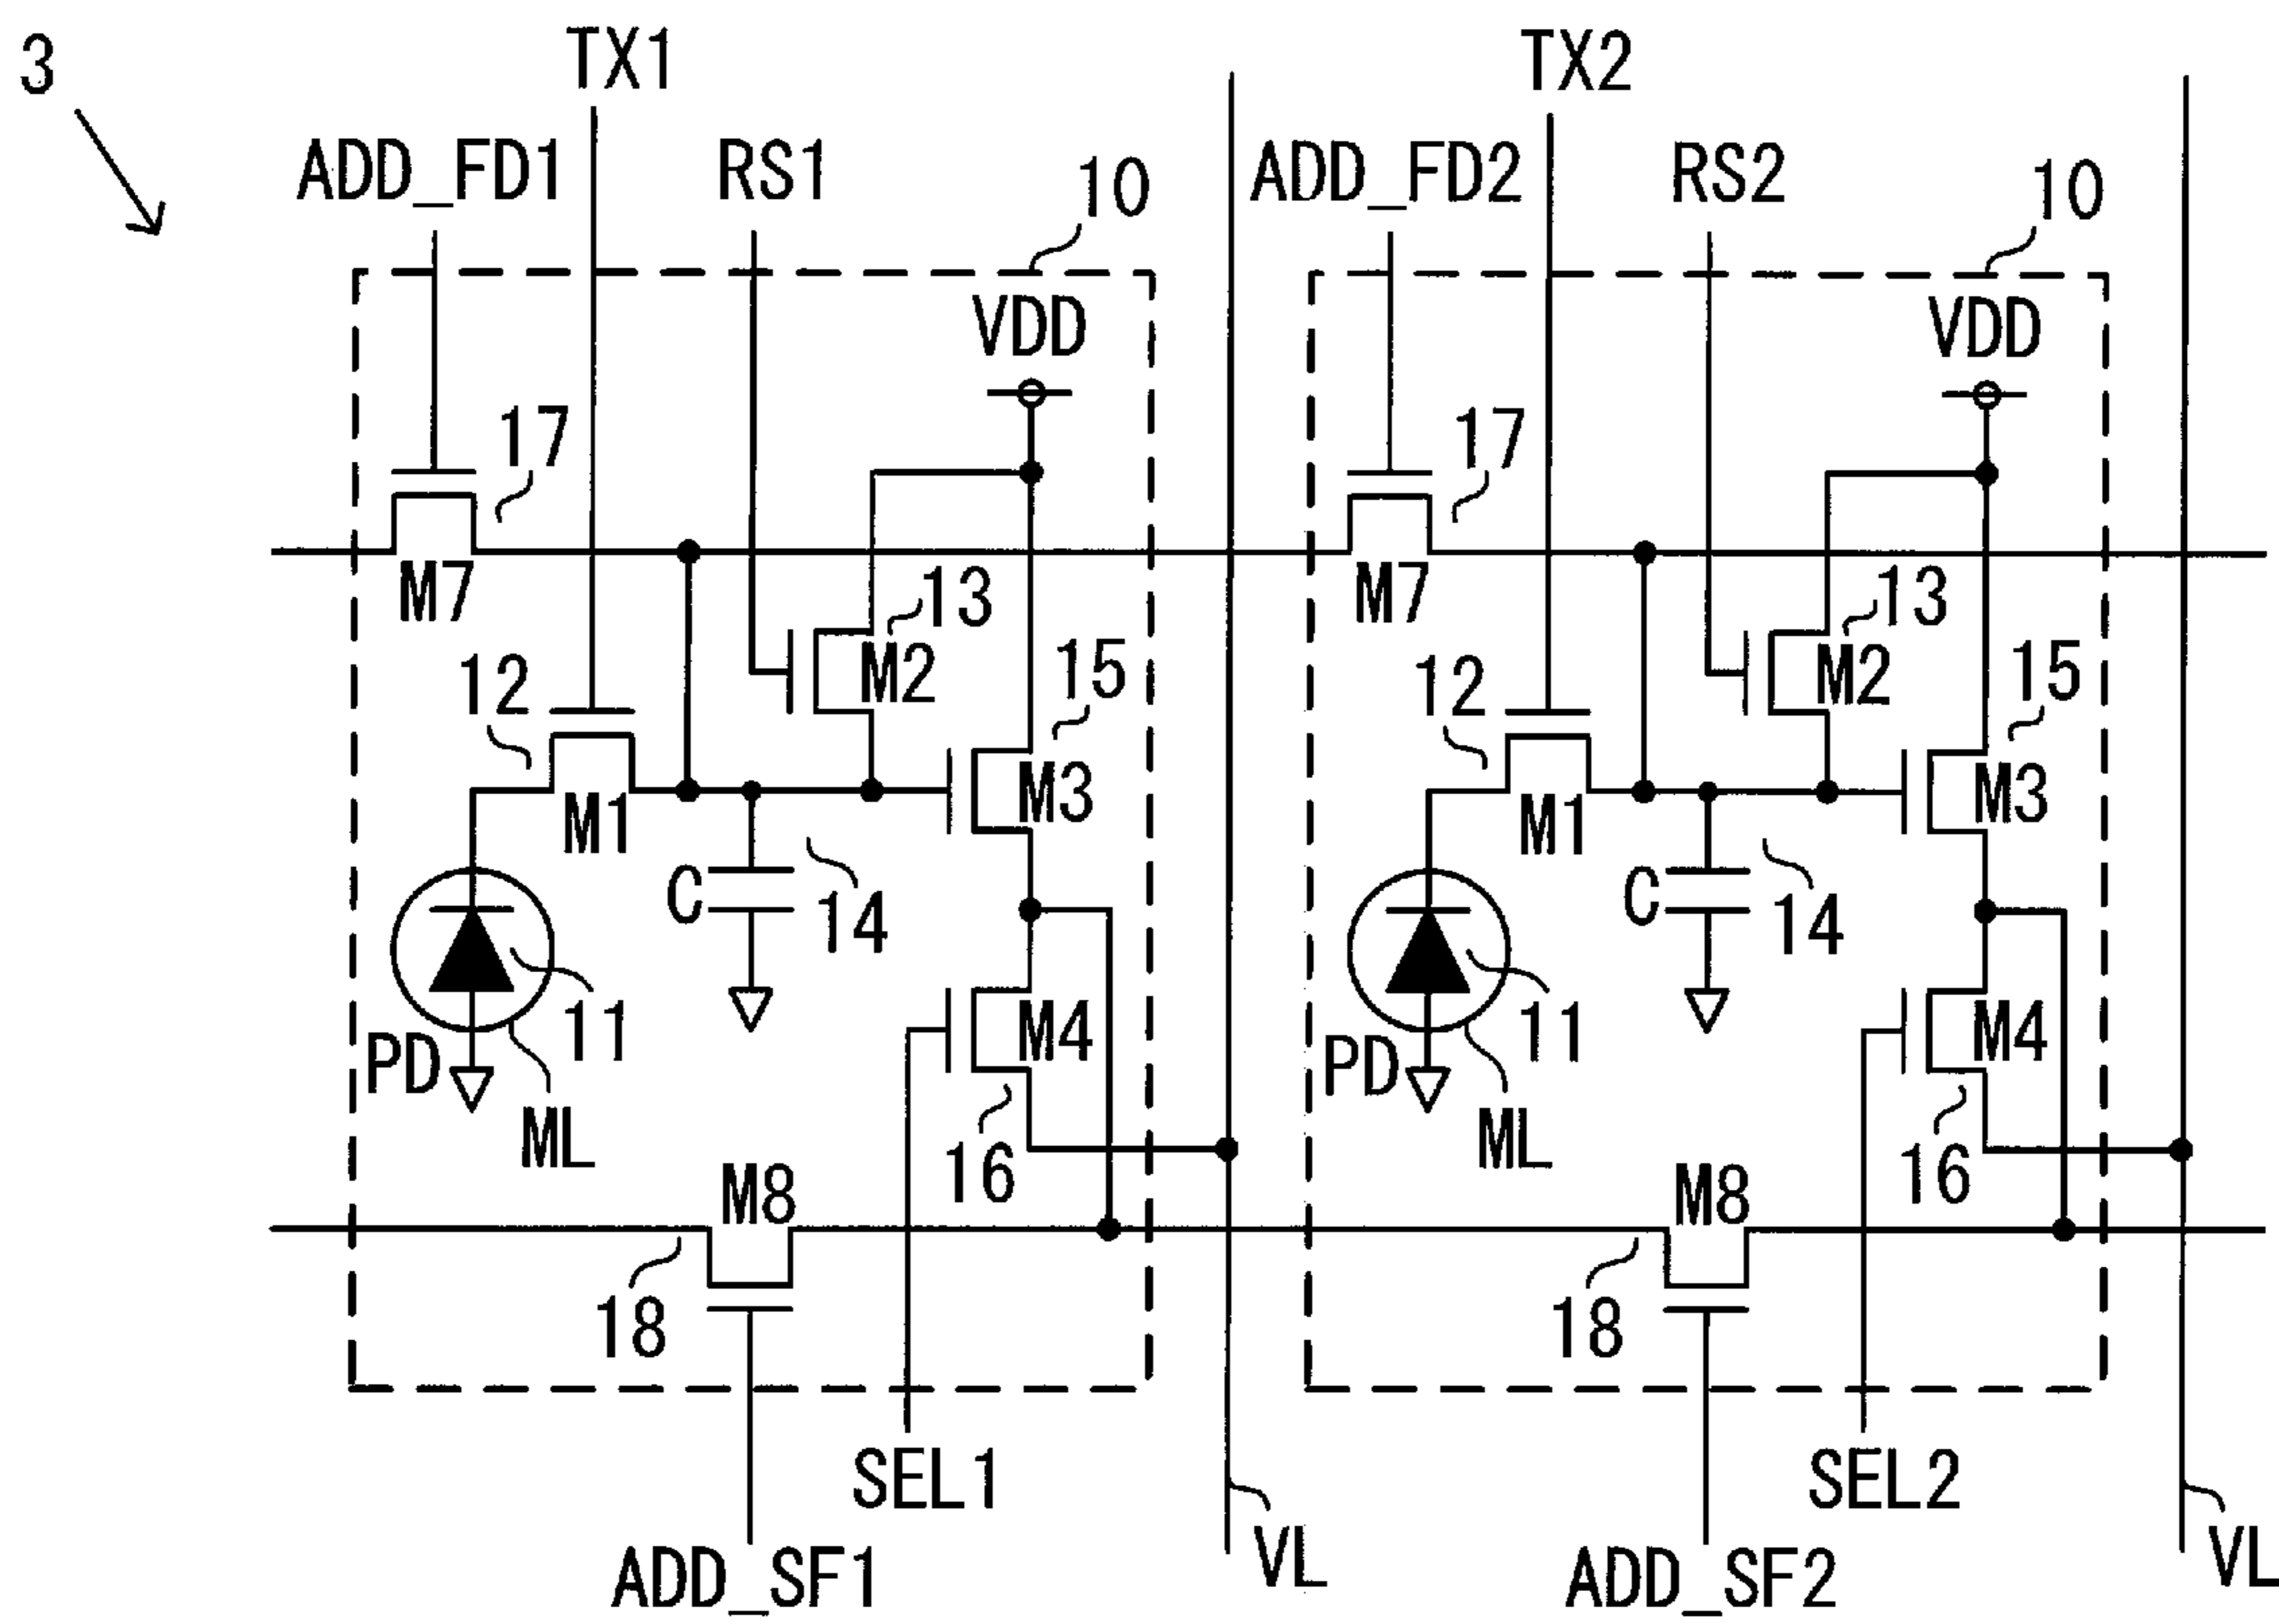 3
TX1
TX2
ADD_FD1
RS1
10
ADD_FD2
RS2
10
VDD
VDD
17
17
M7
13
M7
13
12
M2
15
12
M2
15
M1
M3
M1
M3
C
14
C
14
11
M4
11
M4
PD
PD
ML
16
ML
16
M8
M8
18
18
SEL1
SEL2
ADD_SF1
VL
ADD_SF2
VL